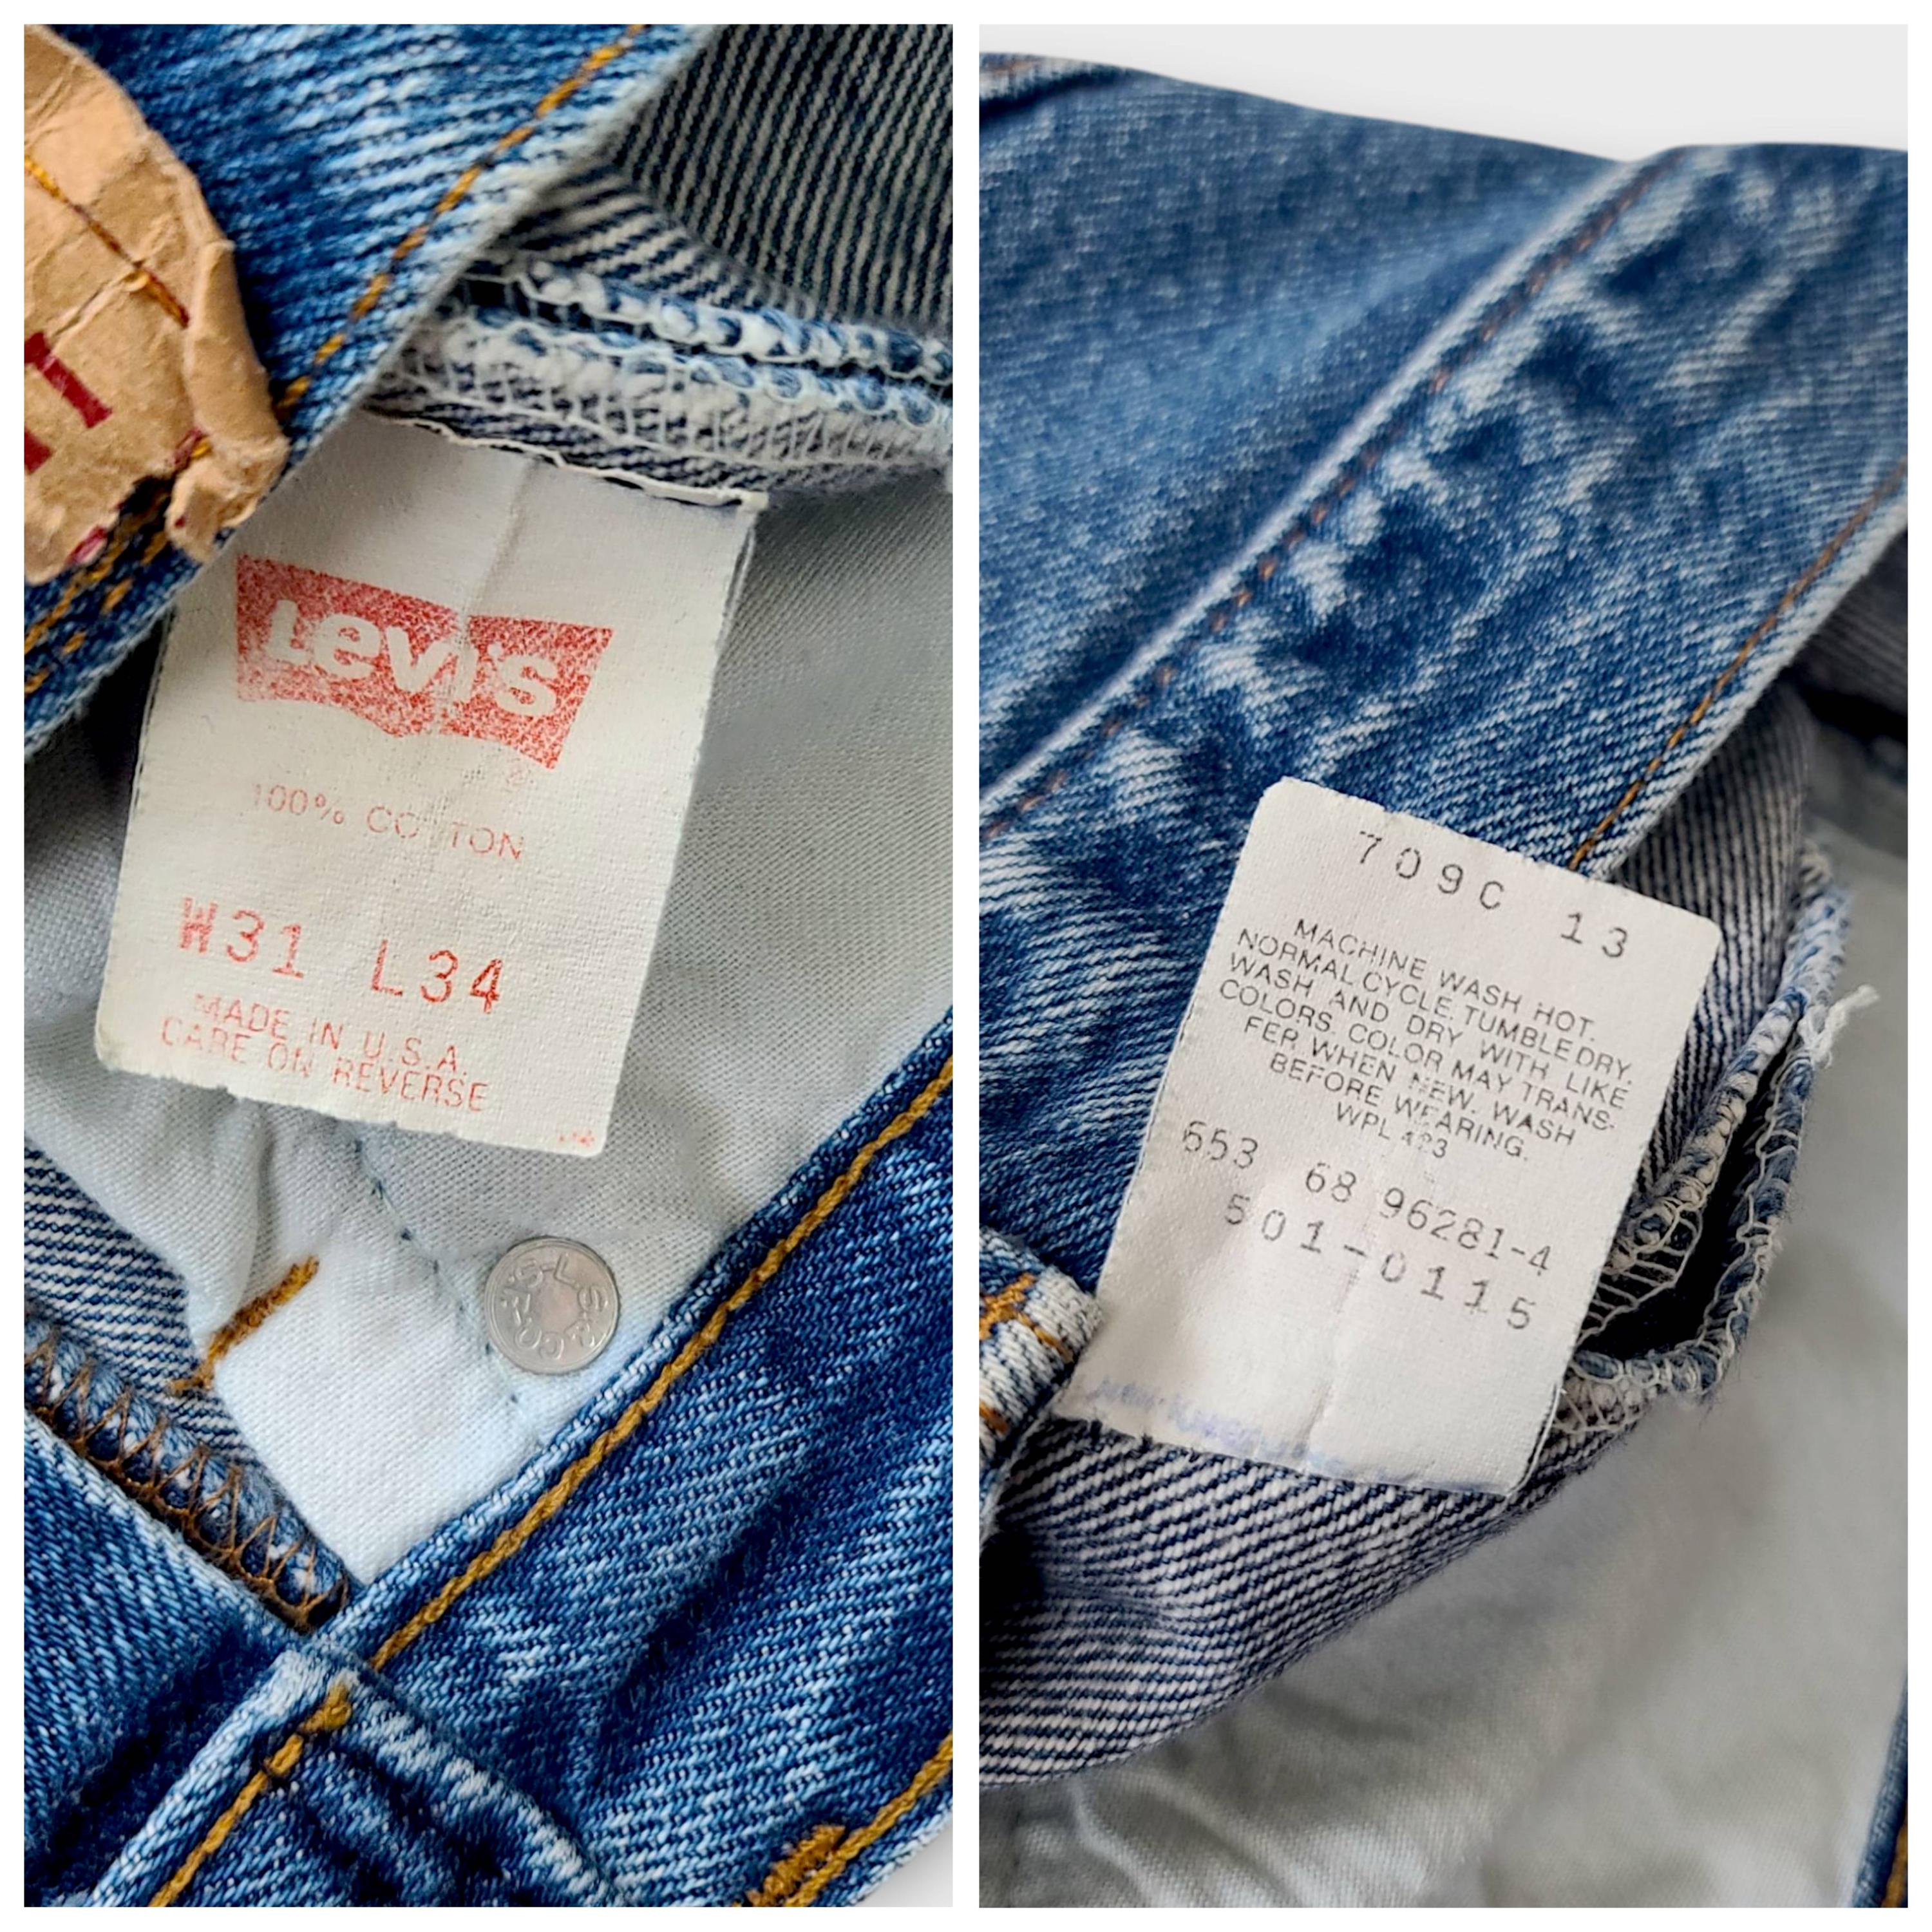 Levi's
®
100% COTTON
W31 L34
MADE IN U.S.A.
CARE ON REVERSE
709C 13
MACHINE WASH HOT.
NORMAL CYCLE. TUMBLE DRY.
WASH AND DRY WITH LIKE
COLORS. COLOR MAY TRANS-
FER WHEN NEW. WASH
BEFORE WEARING.
WPL 423
653 68 96281-4
501-0115